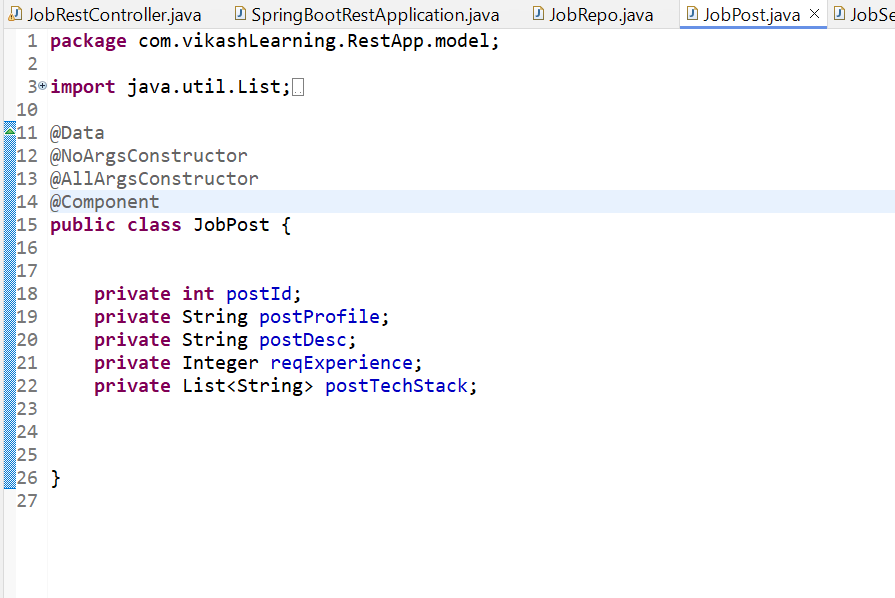 JobRestController.java SpringBootRestApplication.java JobRepo.java JobPost.java JobSe
1 package com.vikashLearning.RestApp.model;
2
3 import java.util.List;
10
11 @Data
12 @NoArgsConstructor
13 @AllArgsConstructor
14 @Component
15 public class JobPost {
16
17
18 private int postId;
19 private String postProfile;
20 private String postDesc;
21 private Integer reqExperience;
22 private List<String> postTechStack;
23
24
25
26 }
27